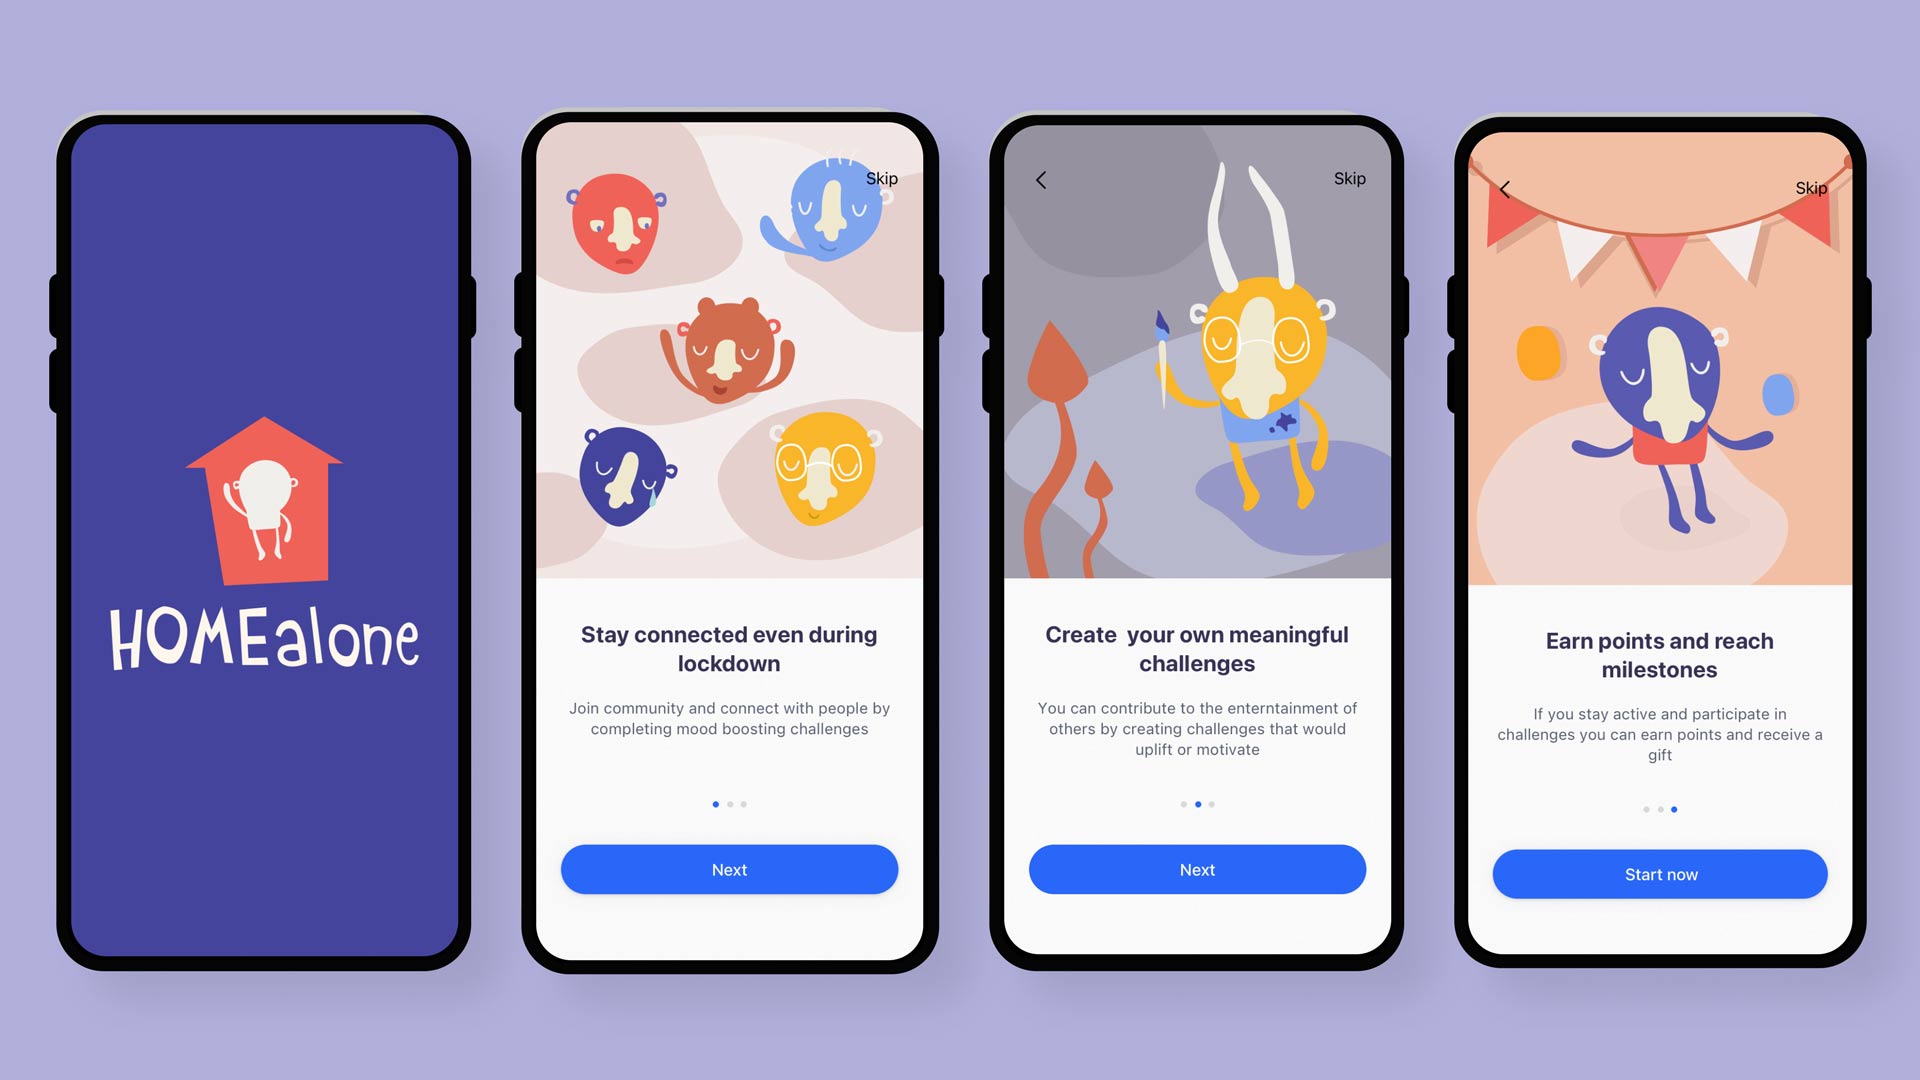 HOMEalone
Skip
Stay connected even during
lockdown
Join community and connect with people by
completing mood boosting challenges
Next
Skip
Create  your own meaningful
challenges
You can contribute to the enterntainment of
others by creating challenges that would
uplift or motivate
Next
Skip
Earn points and reach
milestones
If you stay active and participate in
challenges you can earn points and receive a
gift
Start now